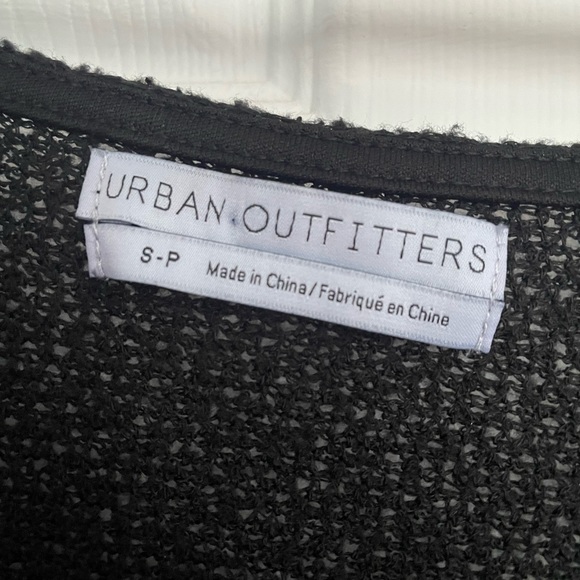 URBAN OUTFITTERS
S-P Made in China/Fabriqué en Chine